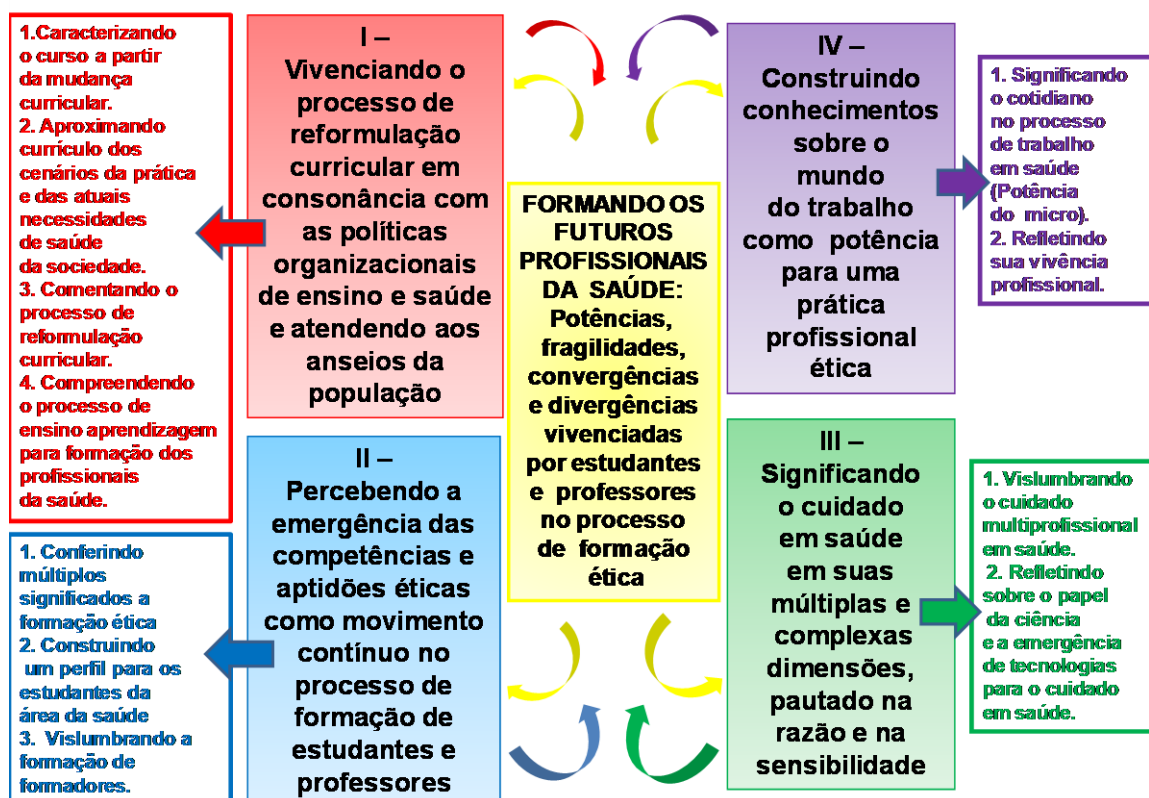 1.Caracterizando
o curso a partir
da mudança
curricular.
2. Aproximando
currículo dos
cenários da prática
e das atuais
necessidades
de saúde
da sociedade.
3. Comentando o
processo de
reformulação
curricular.
4. Compreendendo
o processo de
ensino aprendizagem
para formação dos
profissionais
da saúde.
I –
Vivenciando o
processo de
reformulação
curricular em
consonância com
as políticas
organizacionais
de ensino e saúde
e atendendo aos
anseios da
população
1. Conferindo
múltiplos
significados a
formação ética
2. Construindo
um perfil para os
estudantes da
área da saúde
3. Vislumbrando a
formação de
formadores.
II –
Percebendo a
emergência das
competências e
aptidões éticas
como movimento
contínuo no
processo de
formação de
estudantes e
professores
FORMANDO OS
FUTUROS
PROFISSIONAIS
DA SAÚDE:
Potências,
fragilidades,
convergências
e divergências
vivenciadas
por estudantes
e professores
no processo
de formação
ética
IV –
Construindo
conhecimentos
sobre o
mundo
do trabalho
como potência
para uma
prática
profissional
ética
1. Significando
o cotidiano
no processo
de trabalho
em saúde
(Potência
do micro).
2. Refletindo
sua vivência
profissional.
III –
Significando
o cuidado
em saúde
em suas
múltiplas e
complexas
dimensões,
pautado na
razão e na
sensibilidade
1. Vislumbrando
o cuidado
multiprofissional
em saúde.
2. Refletindo
sobre o papel
da ciência
e a emergência
de tecnologias
para o cuidado
em saúde.